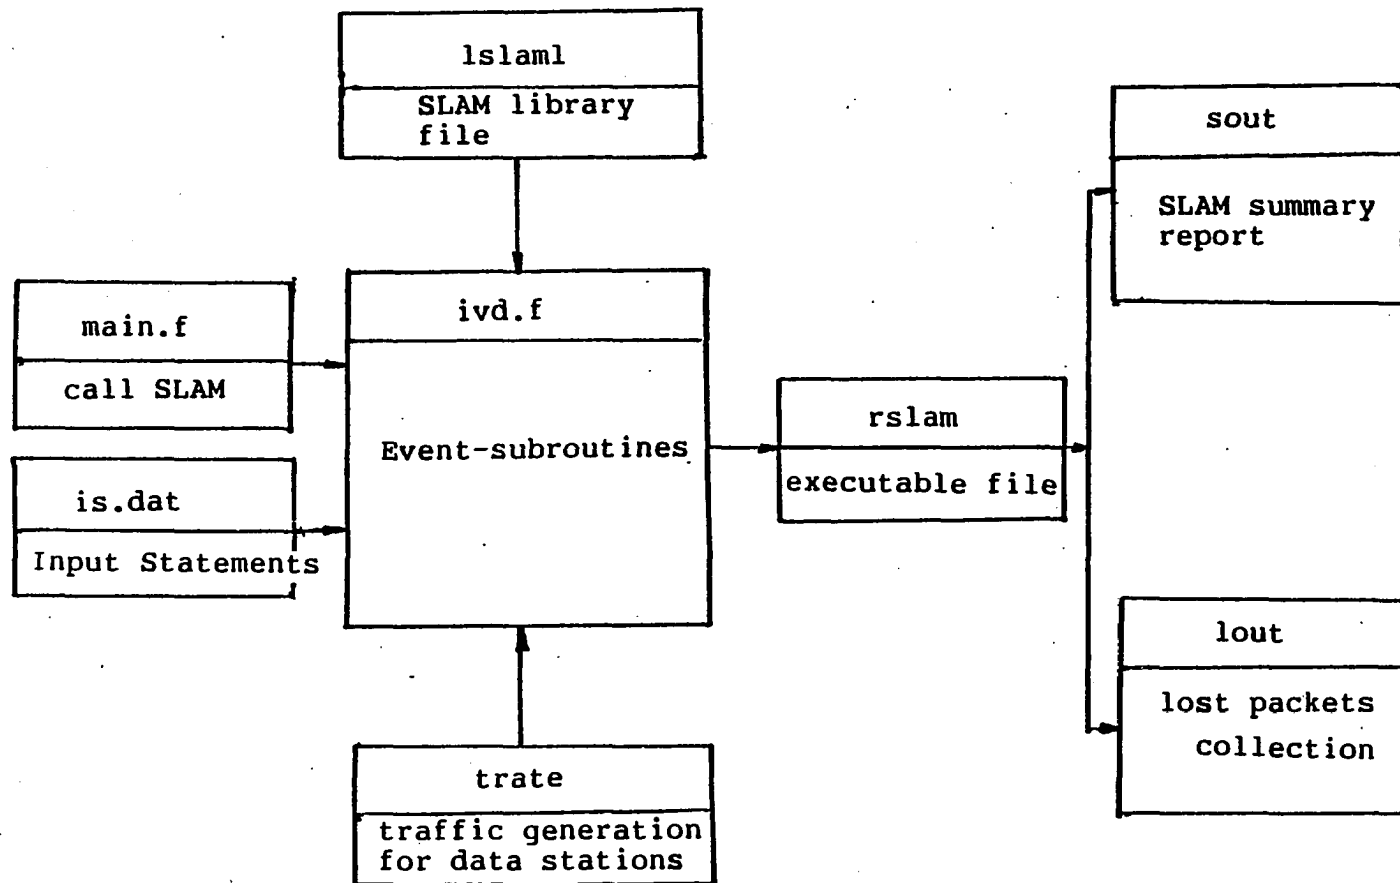 lslaml
SLAM library
file
sout
SLAM summary
report
main.f
call SLAM
ivd.f
Event-subroutines
is.dat
Input Statements
rslam
executable file
lout
lost packets
collection
trate
traffic generation
for data stations